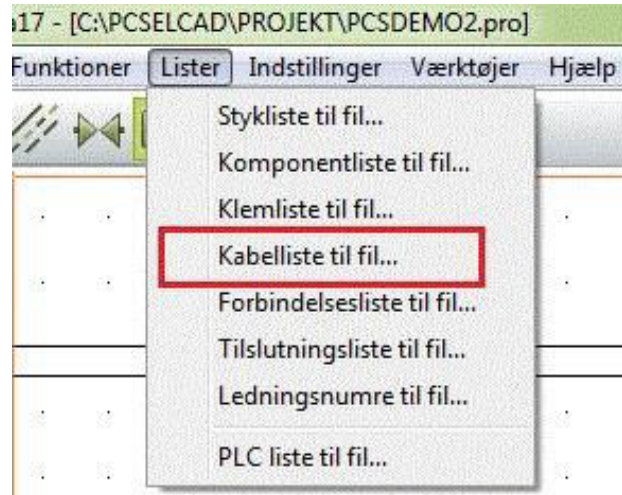 17 - [C:\PCSELCAD\PROJEKT\PCSDEMO2.pro]
Funktioner Lister Indstillinger Værktøjer Hjælp
Stykliste til fil...
Komponentliste til fil...
Klemliste til fil...
Kabelliste til fil...
Forbindelsesliste til fil...
Tilslutningsliste til fil...
Ledningsnumre til fil...
PLC liste til fil...